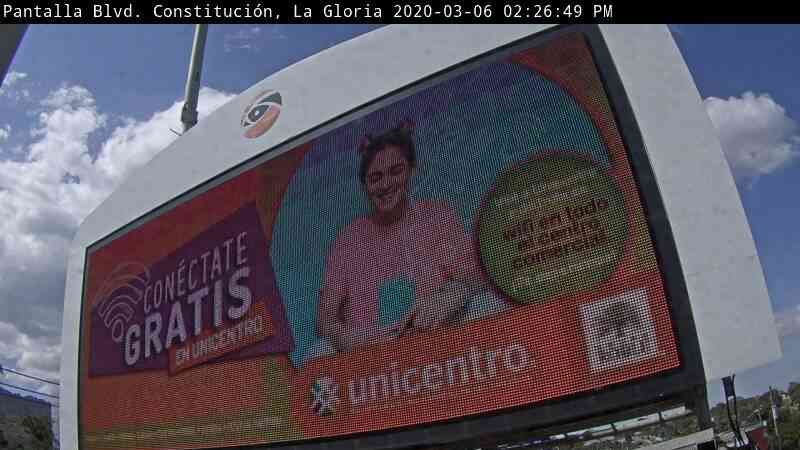 Pantalla Blvd. Constitución, La Gloria 2020-03-06 02:26:49 PM
CONÉCTATE
GRATIS
EN UNICENTRO
wifi en todo
el centro
comercial
unicentro